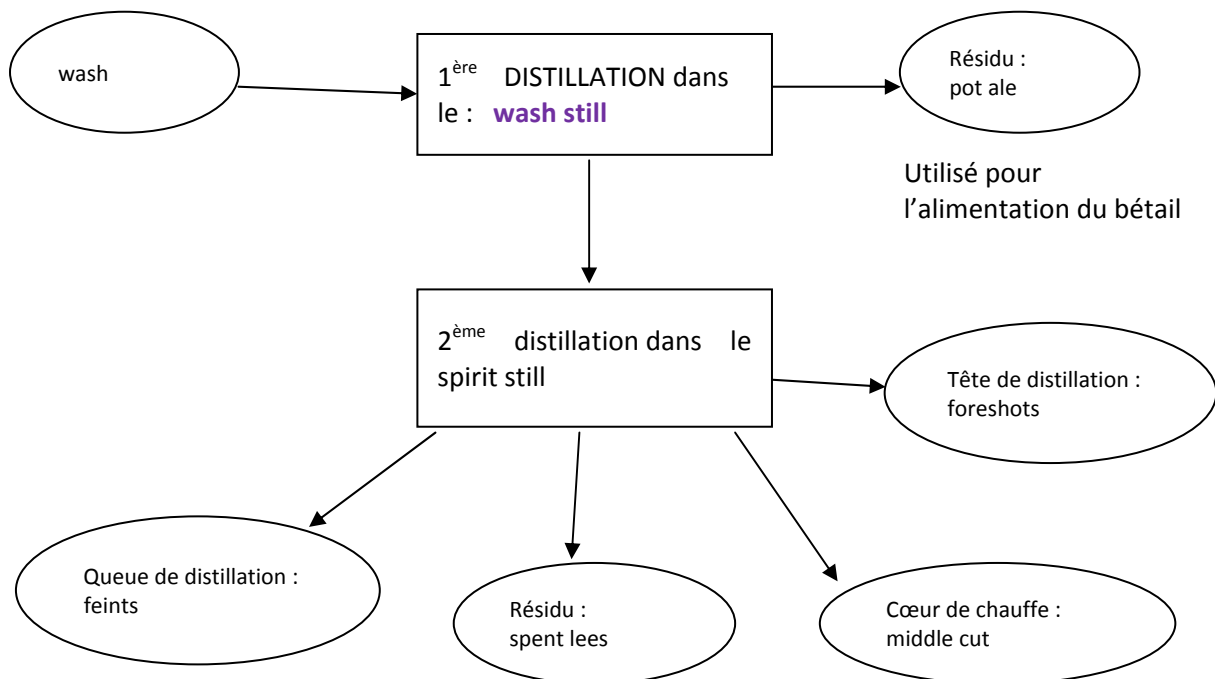 wash
1ère DISTILLATION dans
le : wash still
Résidu :
pot ale
Utilisé pour
l’alimentation du bétail
2ème distillation dans le
spirit still
Tête de distillation :
foreshots
Queue de distillation :
feints
Résidu :
spent lees
Cœur de chauffe :
middle cut